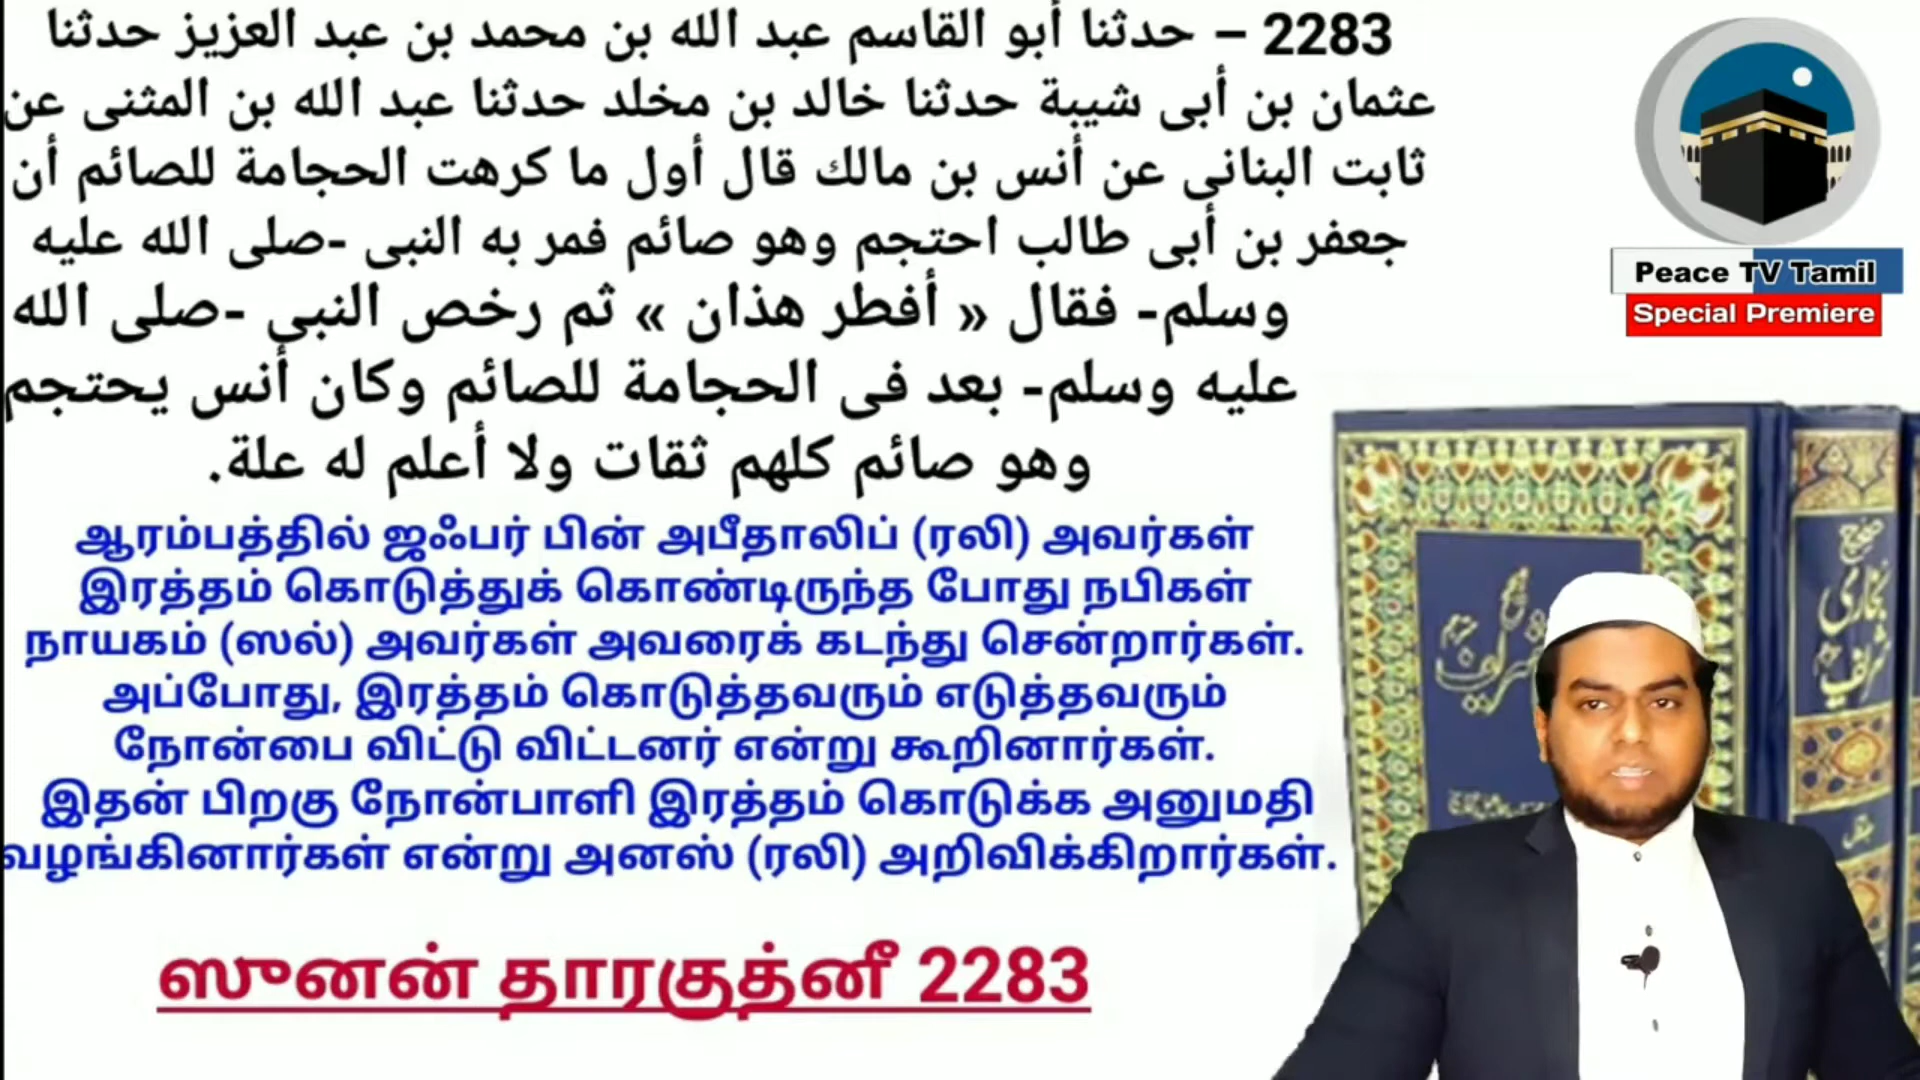 2283 – حدثنا أبو القاسم عبد الله بن محمد بن عبد العزيز حدثنا
عثمان بن أبى شيبة حدثنا خالد بن مخلد حدثنا عبد الله بن المثنى عن
ثابت البنانى عن أنس بن مالك قال أول ما كرهت الحجامة للصائم أن
جعفر بن أبى طالب احتجم وهو صائم فمر به النبى -صلى الله عليه
وسلم- فقال « أفطر هذان » ثم رخص النبى -صلى الله
عليه وسلم- بعد فى الحجامة للصائم وكان أنس يحتجم
وهو صائم كلهم ثقات ولا أعلم له علة.
ஆரம்பத்தில் ஜஃபர் பின் அபீதாலிப் (ரலி) அவர்கள்
இரத்தம் கொடுத்துக் கொண்டிருந்த போது நபிகள்
நாயகம் (ஸல்) அவர்கள் அவரைக் கடந்து சென்றார்கள்.
அப்போது, இரத்தம் கொடுத்தவரும் எடுத்தவரும்
நோன்பை விட்டு விட்டனர் என்று கூறினார்கள்.
இதன் பிறகு நோன்பாளி இரத்தம் கொடுக்க அனுமதி
வழங்கினார்கள் என்று அனஸ் (ரலி) அறிவிக்கிறார்கள்.
ஸுனன் தாரகுத்னீ 2283
Peace TV Tamil
Special Premiere
صحیح
بخاری
شریف